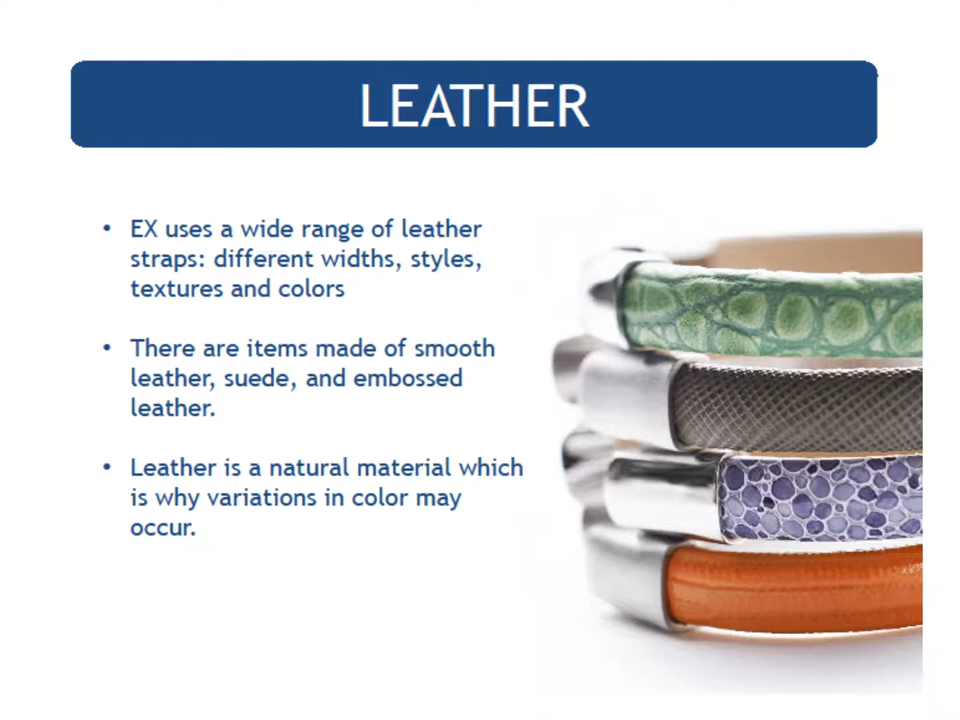 LEATHER
• EX uses a wide range of leather
straps: different widths, styles,
textures and colors
• There are items made of smooth
leather, suede, and embossed
leather.
• Leather is a natural material which
is why variations in color may
occur.